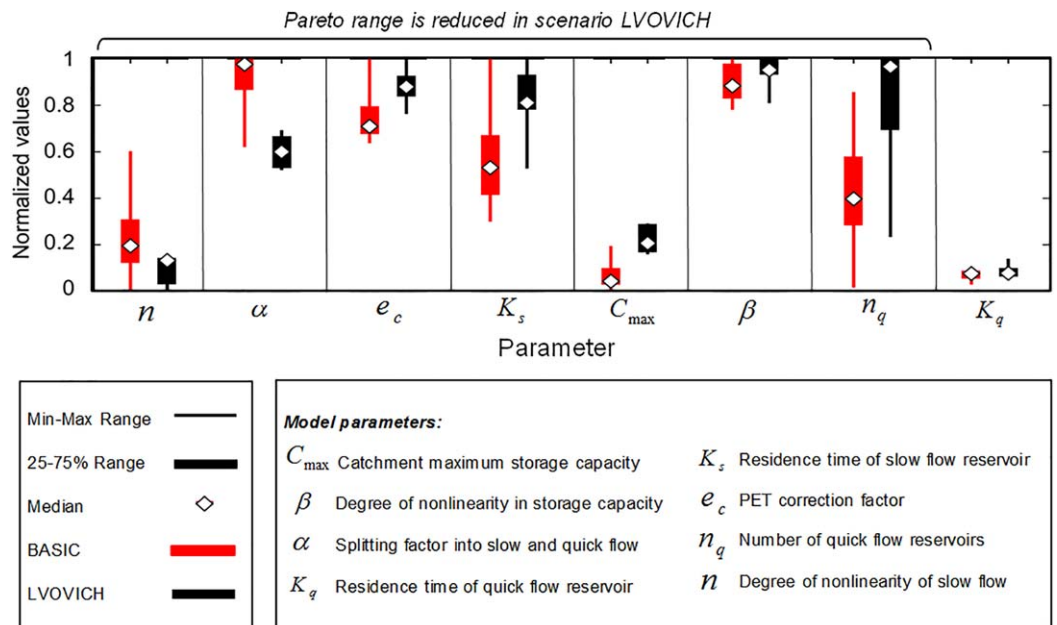 Pareto range is reduced in scenario LVOVICH
Normalized values
1
0.8
0.6
0.4
0.2
0
n
α
e_c
K_s
C_max
β
n_q
K_q
Parameter
Min-Max Range
25-75% Range
Median
BASIC
LVOVICH
Model parameters:
C_max Catchment maximum storage capacity
β Degree of nonlinearity in storage capacity
α Splitting factor into slow and quick flow
K_q Residence time of quick flow reservoir
K_s Residence time of slow flow reservoir
e_c PET correction factor
n_q Number of quick flow reservoirs
n Degree of nonlinearity of slow flow